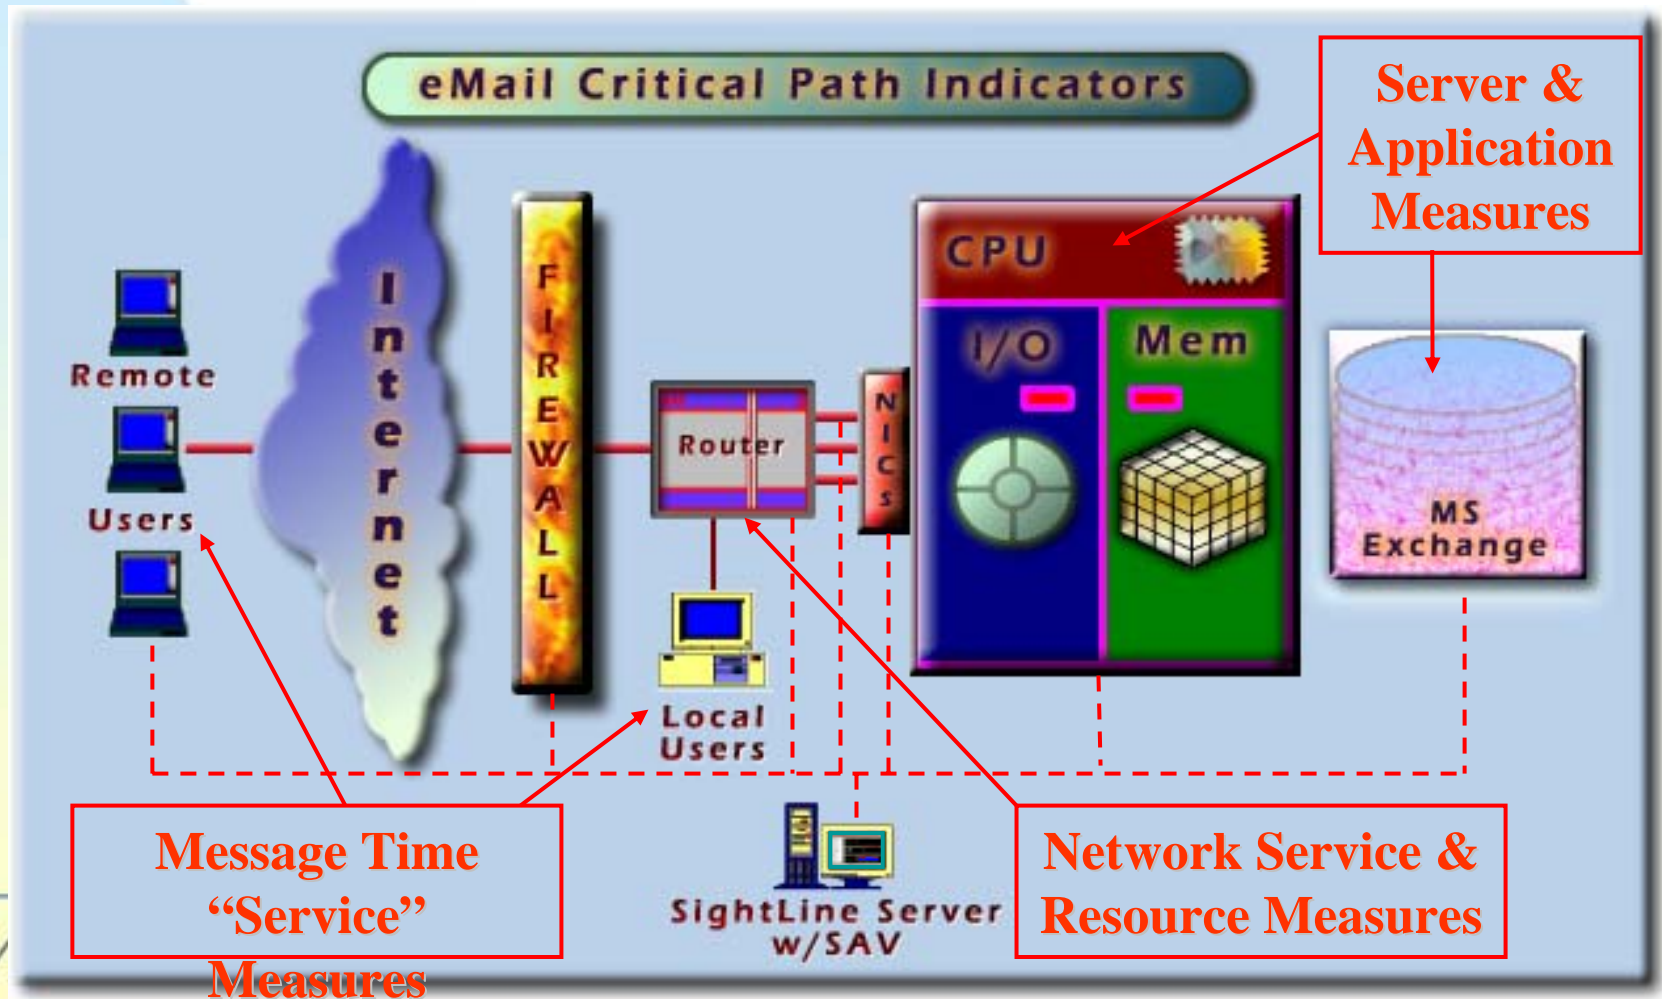 eMail Critical Path Indicators
Server &
Application
Measures
CPU
I/O
Mem
Internet
FIREWALL
Remote
Users
Router
NICs
MS
Exchange
Local
Users
Message Time
“Service”
Measures
SightLine Server
w/SAV
Network Service &
Resource Measures